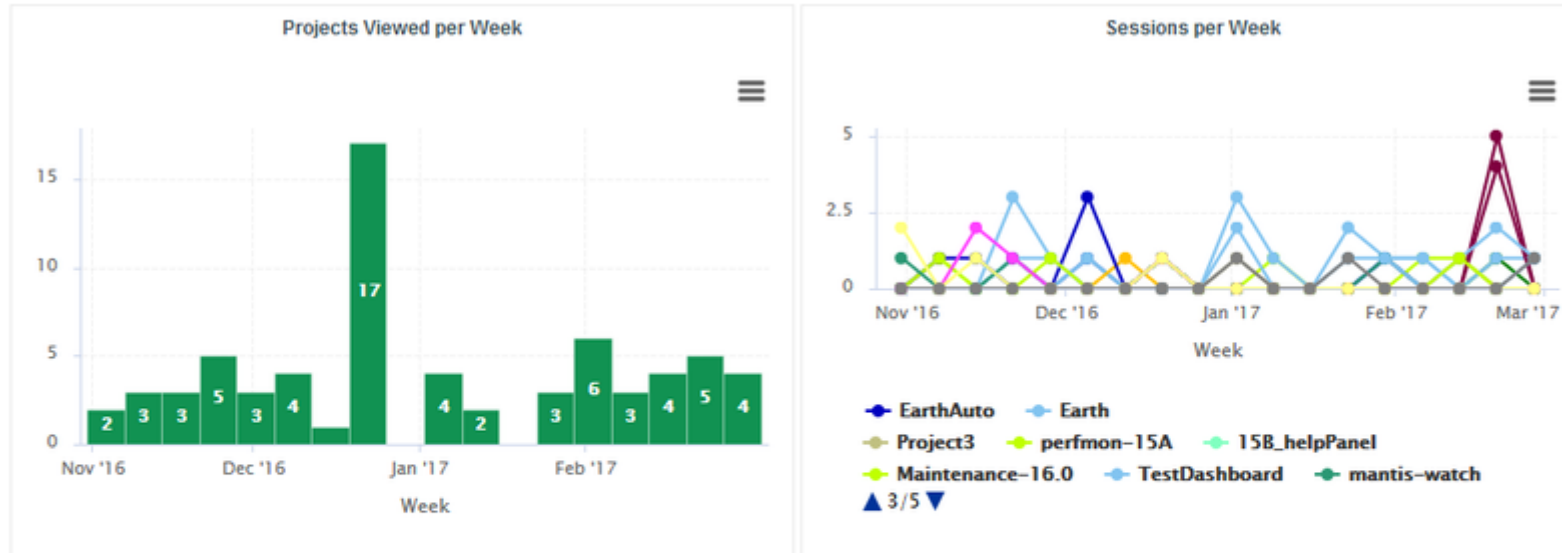 Projects Viewed per Week
15
10
5
0
2
3
3
5
3
4
17
4
2
3
6
3
4
5
4
Nov '16
Dec '16
Jan '17
Feb '17
Week
Sessions per Week
5
2.5
0
Nov '16
Dec '16
Jan '17
Feb '17
Mar '17
Week
EarthAuto
Earth
Project3
perfmon-15A
15B_helpPanel
Maintenance-16.0
TestDashboard
mantis-watch
3/5